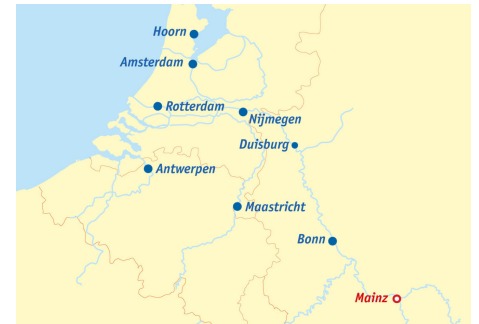 Hoorn
Amsterdam
Rotterdam
Nijmegen
Duisburg
Antwerpen
Maastricht
Bonn
Mainz